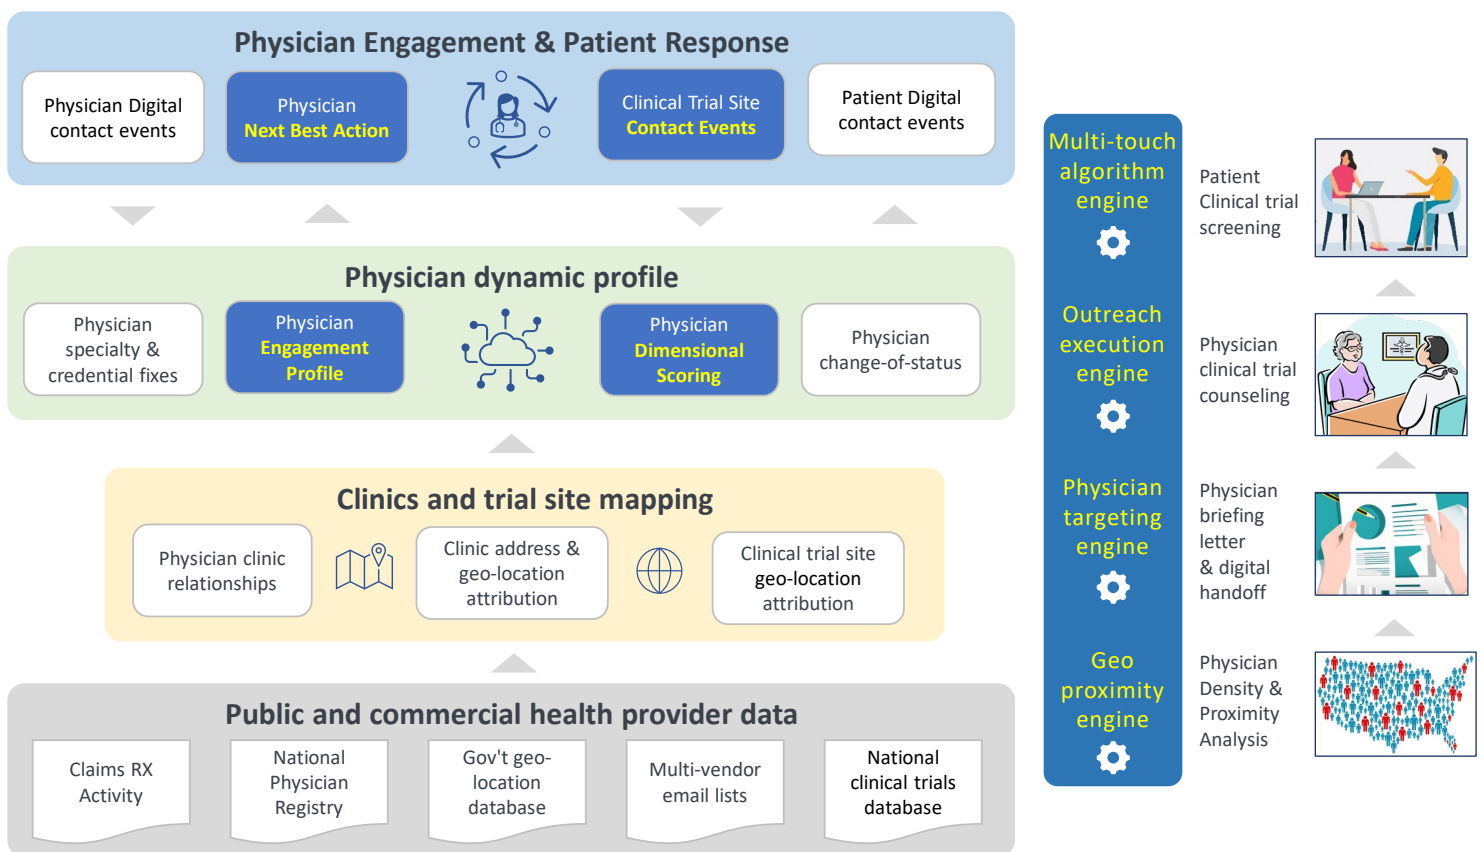 Physician Engagement & Patient Response
Physician Digital
contact events
Physician
Next Best Action
Clinical Trial Site
Contact Events
Patient Digital
contact events
Physician dynamic profile
Physician
specialty &
credential fixes
Physician
Engagement
Profile
Physician
Dimensional
Scoring
Physician
change-of-status
Clinics and trial site mapping
Physician clinic
relationships
Clinic address &
geo-location
attribution
Clinical trial site
geo-location
attribution
Public and commercial health provider data
Claims RX
Activity
National
Physician
Registry
Gov't geo-
location
database
Multi-vendor
email lists
National
clinical trials
database
Multi-touch
algorithm
engine
Patient
Clinical trial
screening
Outreach
execution
engine
Physician
clinical trial
counseling
Physician
targeting
engine
Physician
briefing
letter
& digital
handoff
Geo
proximity
engine
Physician
Density &
Proximity
Analysis